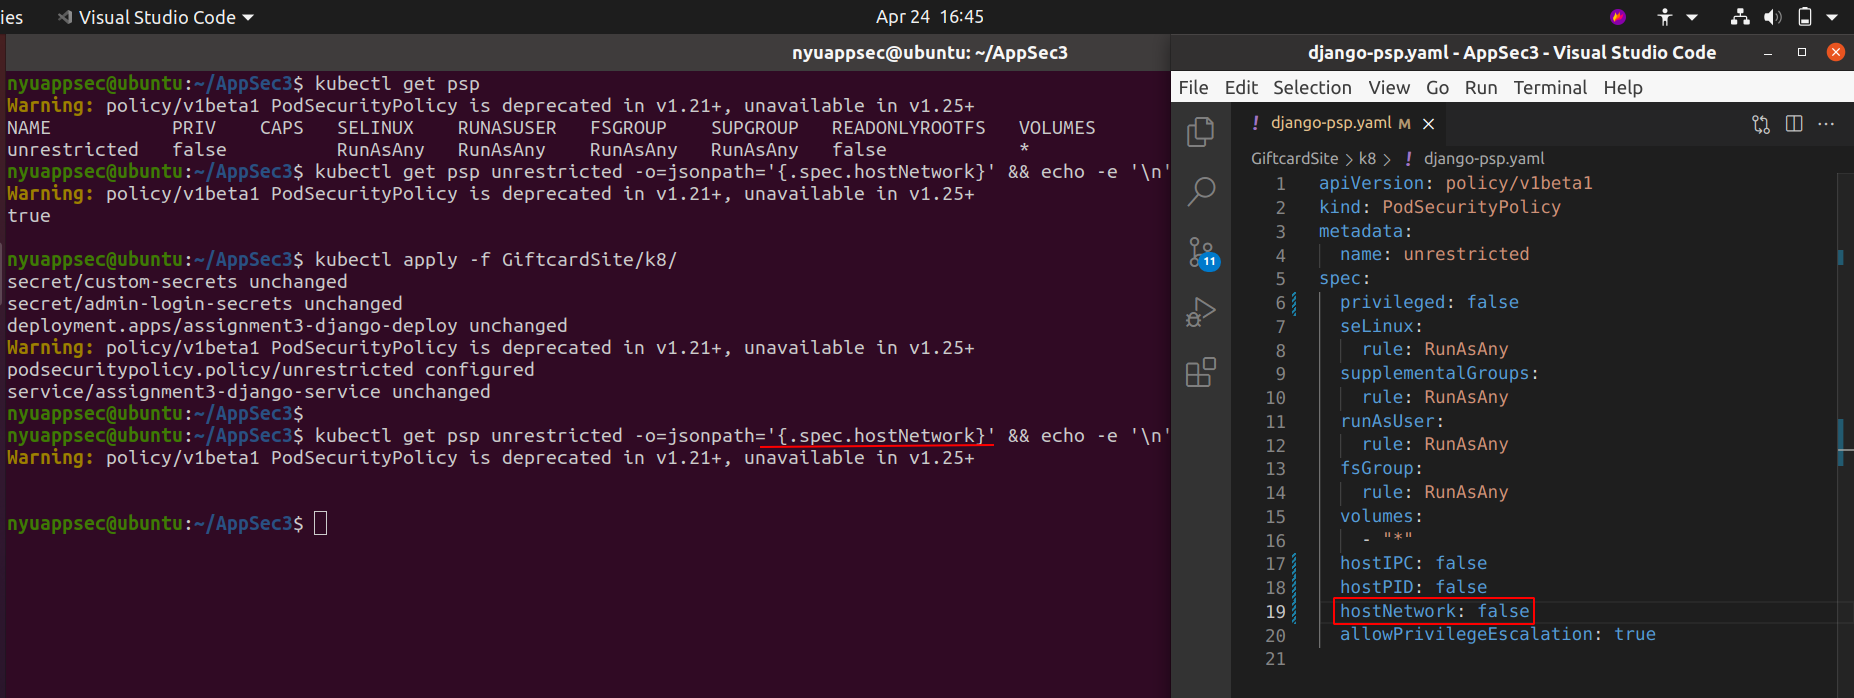 ies Visual Studio Code Apr 24 16:45
nyuappsec@ubuntu: ~/AppSec3
nyuappsec@ubuntu:~/AppSec3$ kubectl get psp
Warning: policy/v1beta1 PodSecurityPolicy is deprecated in v1.21+, unavailable in v1.25+
NAME PRIV CAPS SELINUX RUNASUSER FSGROUP SUPGROUP READONLYROOTFS VOLUMES
unrestricted false RunAsAny RunAsAny RunAsAny RunAsAny false *
nyuappsec@ubuntu:~/AppSec3$ kubectl get psp unrestricted -o=jsonpath='{.spec.hostNetwork}' && echo -e '\n'
Warning: policy/v1beta1 PodSecurityPolicy is deprecated in v1.21+, unavailable in v1.25+
true
nyuappsec@ubuntu:~/AppSec3$ kubectl apply -f GiftcardSite/k8/
secret/custom-secrets unchanged
secret/admin-login-secrets unchanged
deployment.apps/assignment3-django-deploy unchanged
Warning: policy/v1beta1 PodSecurityPolicy is deprecated in v1.21+, unavailable in v1.25+
podsecuritypolicy.policy/unrestricted configured
service/assignment3-django-service unchanged
nyuappsec@ubuntu:~/AppSec3$
nyuappsec@ubuntu:~/AppSec3$ kubectl get psp unrestricted -o=jsonpath='{.spec.hostNetwork}' && echo -e '\n'
Warning: policy/v1beta1 PodSecurityPolicy is deprecated in v1.21+, unavailable in v1.25+
nyuappsec@ubuntu:~/AppSec3$
django-psp.yaml - AppSec3 - Visual Studio Code
File Edit Selection View Go Run Terminal Help
! django-psp.yaml M
GiftcardSite > k8 > ! django-psp.yaml
11
1 apiVersion: policy/v1beta1
2 kind: PodSecurityPolicy
3 metadata:
4 name: unrestricted
5 spec:
6 privileged: false
7 seLinux:
8 rule: RunAsAny
9 supplementalGroups:
10 rule: RunAsAny
11 runAsUser:
12 rule: RunAsAny
13 fsGroup:
14 rule: RunAsAny
15 volumes:
16 - "*"
17 hostIPC: false
18 hostPID: false
19 hostNetwork: false
20 allowPrivilegeEscalation: true
21